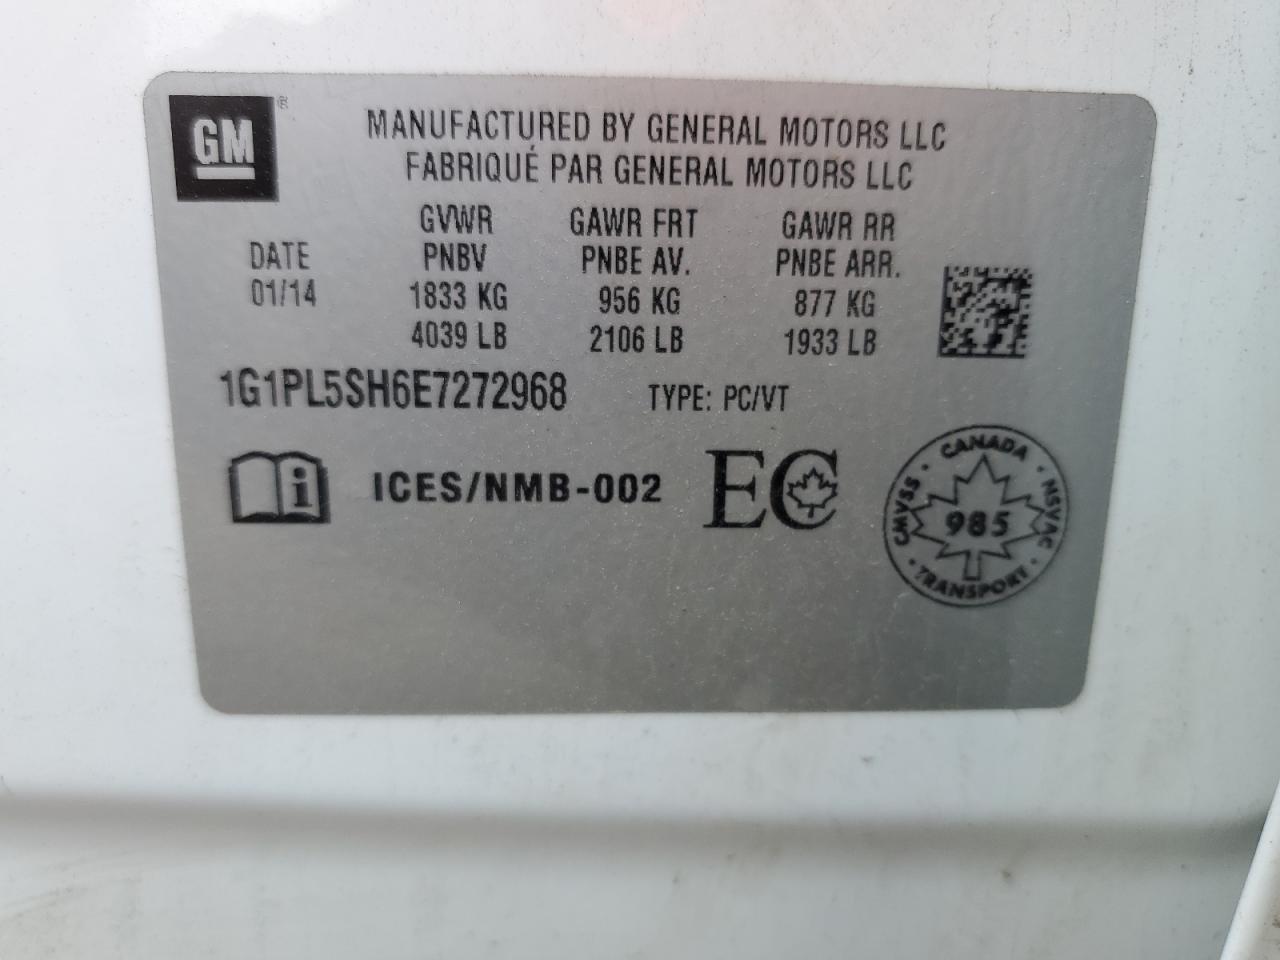 GM ®
MANUFACTURED BY GENERAL MOTORS LLC
FABRIQUÉ PAR GENERAL MOTORS LLC
GVWR GAWR FRT GAWR RR
DATE PNBV PNBE AV. PNBE ARR.
01/14 1833 KG 956 KG 877 KG
4039 LB 2106 LB 1933 LB
1G1PL5SH6E7272968 TYPE: PC/VT
i ICES/NMB-002 EC
CANADA
CMVSS · NSVAC
985
TRANSPORT